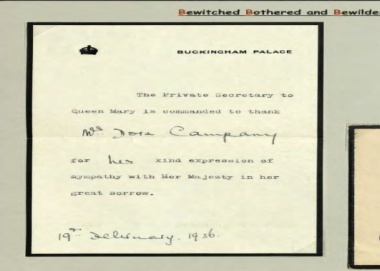 Bewitched Bothered and Bewilde
BUCKINGHAM PALACE
The Private Secretary to
Queen Mary is commanded to thank
Mrs Dora Campany
for her kind expression of
sympathy with Her Majesty in her
great sorrow.
19th February, 1936.